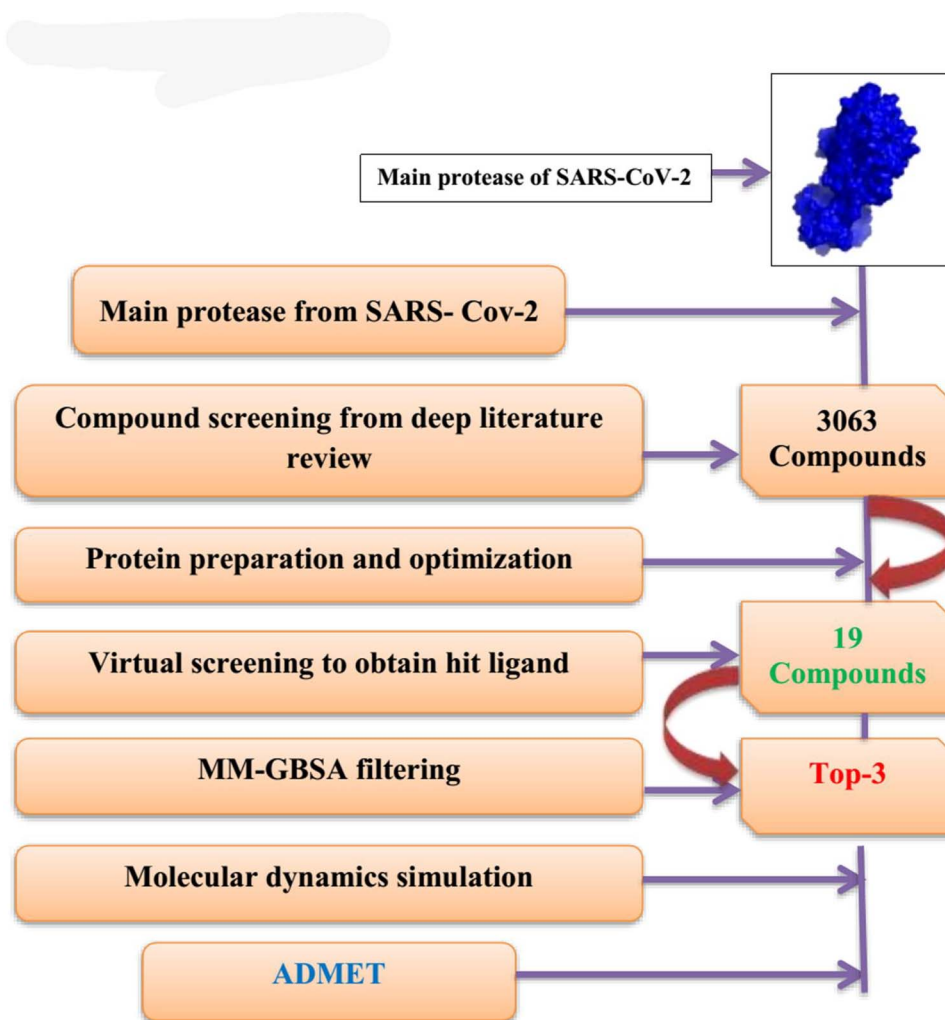 Main protease of SARS-CoV-2
Main protease from SARS- Cov-2
Compound screening from deep literature
review
3063
Compounds
Protein preparation and optimization
Virtual screening to obtain hit ligand
19
Compounds
MM-GBSA filtering
Top-3
Molecular dynamics simulation
ADMET